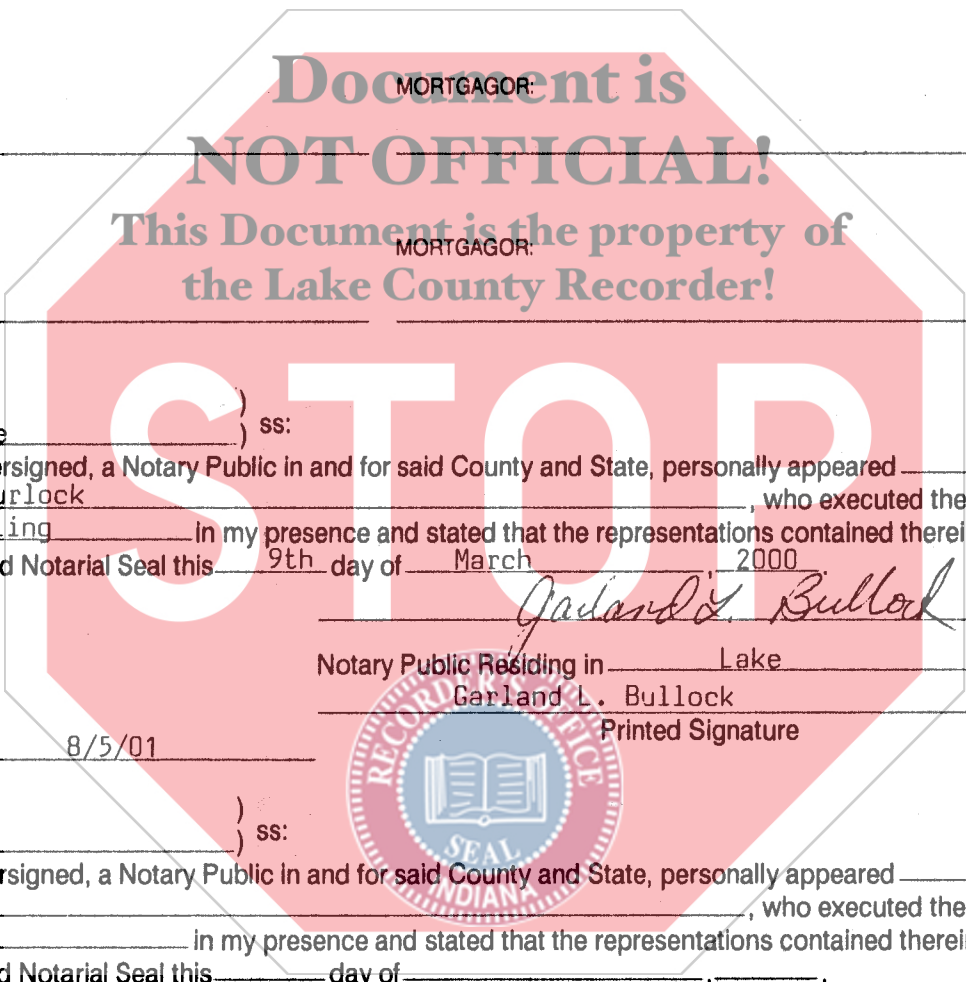 Document is
MORTGAGOR:
NOT OFFICIAL!
This Document is the property of
MORTGAGOR:
the Lake County Recorder!
STOP
)
) ss:
rsigned, a Notary Public in and for said County and State, personally appeared
urlock , who executed the
ing in my presence and stated that the representations contained therei
d Notarial Seal this 9th day of March , 2000 .
Garland L. Bullock
Notary Public Residing in Lake
Garland L. Bullock
Printed Signature
8/5/01
RECORDER'S OFFICE
SEAL
INDIANA
)
) ss:
rsigned, a Notary Public in and for said County and State, personally appeared
, who executed the
in my presence and stated that the representations contained therei
d Notarial Seal this day of , .